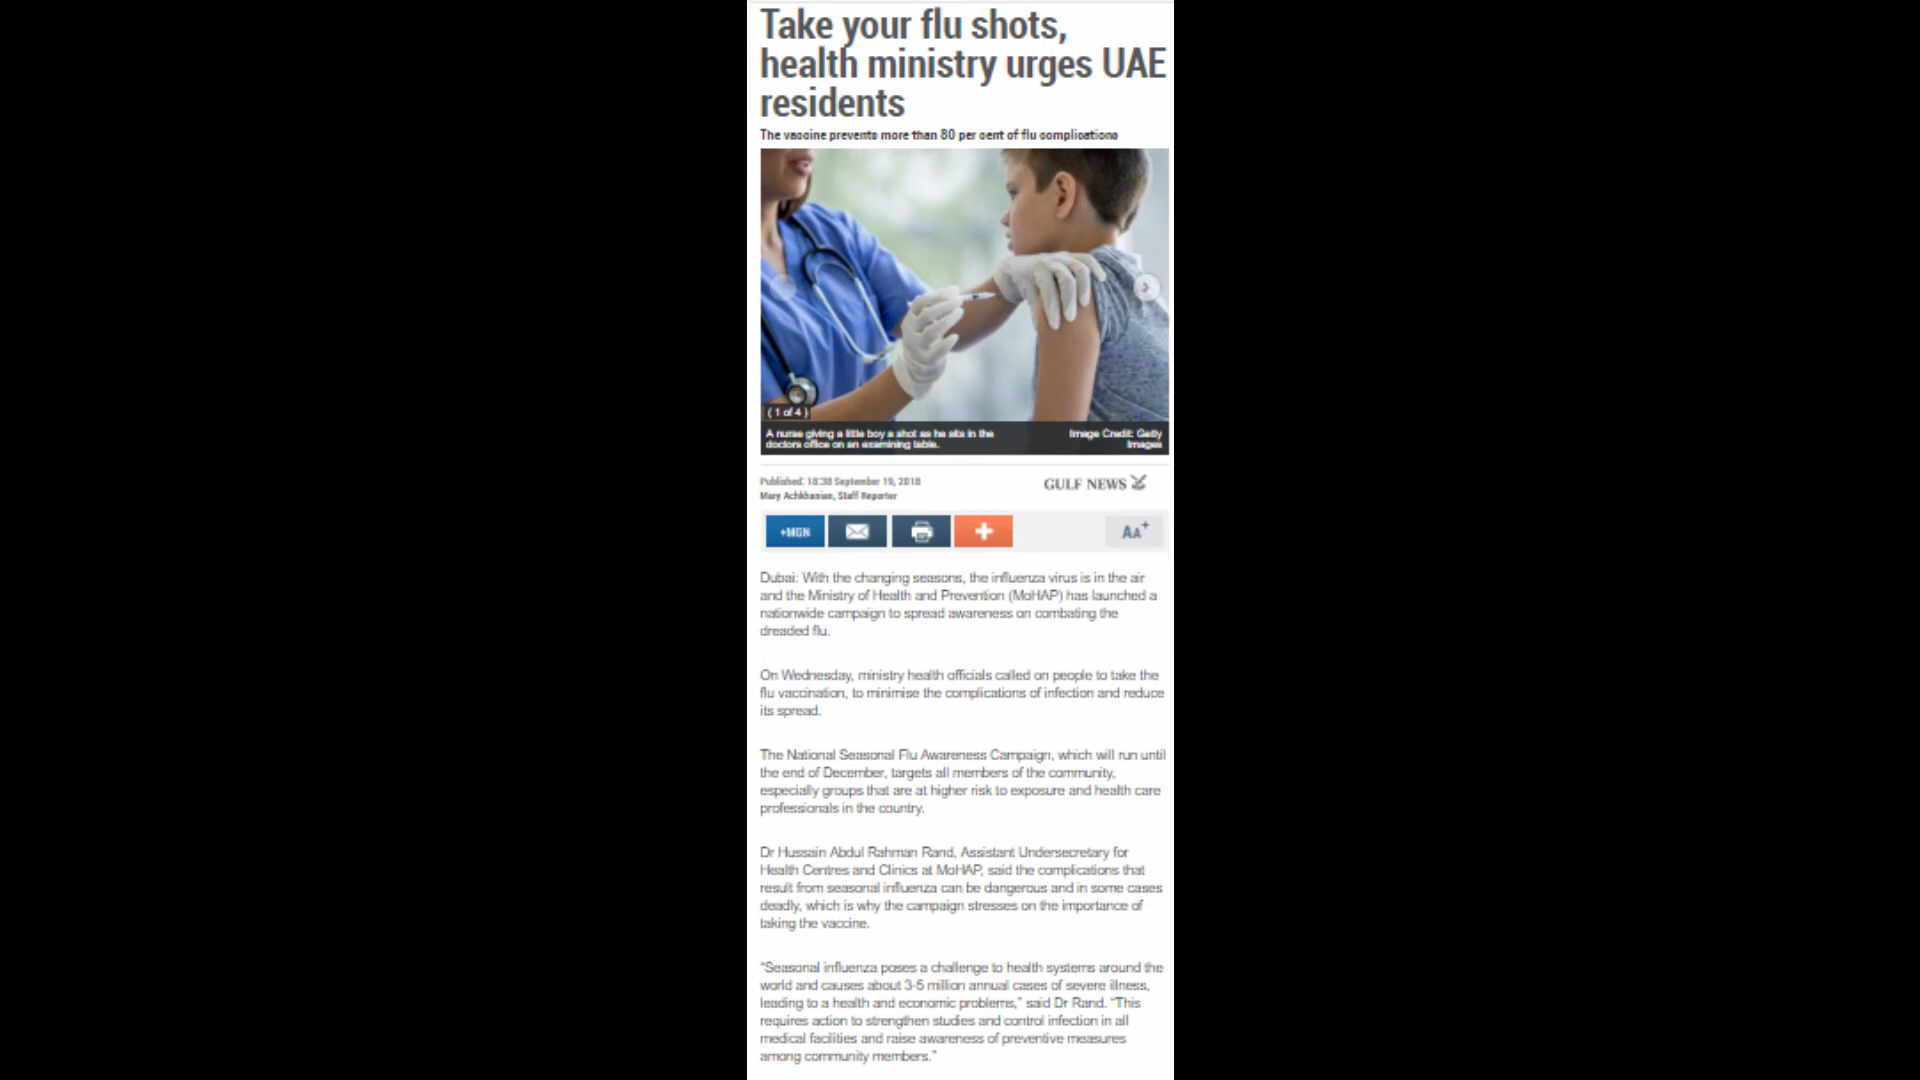 Take your flu shots,
health ministry urges UAE
residents
The vaccine prevents more than 80 per cent of flu complications
( 1 of 4 )
A nurse giving a little boy a shot as he sits in the
doctors office on an examining table.
Image Credit: Getty
Images
Published: 18:38 September 19, 2018
Mary Achkhanian, Staff Reporter
GULF NEWS
+MGN
AA+
Dubai: With the changing seasons, the influenza virus is in the air
and the Ministry of Health and Prevention (MoHAP) has launched a
nationwide campaign to spread awareness on combating the
dreaded flu.
On Wednesday, ministry health officials called on people to take the
flu vaccination, to minimise the complications of infection and reduce
its spread.
The National Seasonal Flu Awareness Campaign, which will run until
the end of December, targets all members of the community,
especially groups that are at higher risk to exposure and health care
professionals in the country.
Dr Hussain Abdul Rahman Rand, Assistant Undersecretary for
Health Centres and Clinics at MoHAP, said the complications that
result from seasonal influenza can be dangerous and in some cases
deadly, which is why the campaign stresses on the importance of
taking the vaccine.
“Seasonal influenza poses a challenge to health systems around the
world and causes about 3-5 million annual cases of severe illness,
leading to a health and economic problems,” said Dr Rand. “This
requires action to strengthen studies and control infection in all
medical facilities and raise awareness of preventive measures
among community members.”